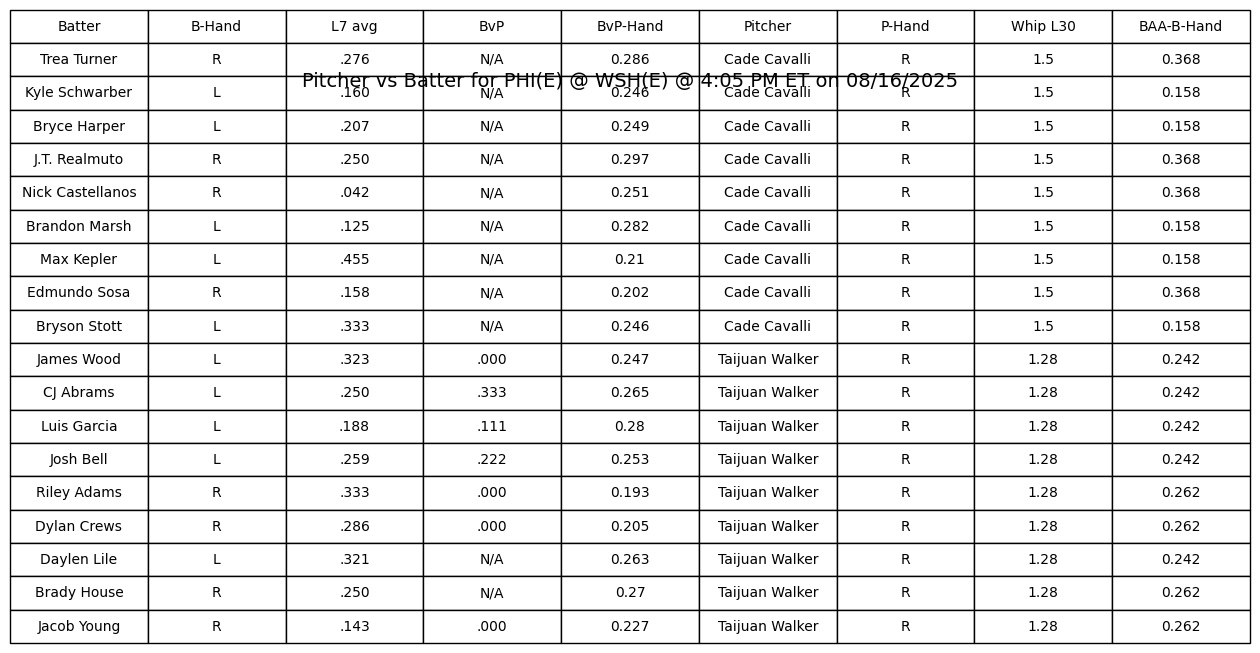 Batter B-Hand L7 avg BvP BvP-Hand Pitcher P-Hand Whip L30 BAA-B-Hand
Trea Turner R .276 N/A 0.286 Cade Cavalli R 1.5 0.368
Pitcher vs Batter for PHI(E) @ WSH(E) @ 4:05 PM ET on 08/16/2025
Kyle Schwarber L .160 N/A 0.246 Cade Cavalli R 1.5 0.158
Bryce Harper L .207 N/A 0.249 Cade Cavalli R 1.5 0.158
J.T. Realmuto R .250 N/A 0.297 Cade Cavalli R 1.5 0.368
Nick Castellanos R .042 N/A 0.251 Cade Cavalli R 1.5 0.368
Brandon Marsh L .125 N/A 0.282 Cade Cavalli R 1.5 0.158
Max Kepler L .455 N/A 0.21 Cade Cavalli R 1.5 0.158
Edmundo Sosa R .158 N/A 0.202 Cade Cavalli R 1.5 0.368
Bryson Stott L .333 N/A 0.246 Cade Cavalli R 1.5 0.158
James Wood L .323 .000 0.247 Taijuan Walker R 1.28 0.242
CJ Abrams L .250 .333 0.265 Taijuan Walker R 1.28 0.242
Luis Garcia L .188 .111 0.28 Taijuan Walker R 1.28 0.242
Josh Bell L .259 .222 0.253 Taijuan Walker R 1.28 0.242
Riley Adams R .333 .000 0.193 Taijuan Walker R 1.28 0.262
Dylan Crews R .286 .000 0.205 Taijuan Walker R 1.28 0.262
Daylen Lile L .321 N/A 0.263 Taijuan Walker R 1.28 0.242
Brady House R .250 N/A 0.27 Taijuan Walker R 1.28 0.262
Jacob Young R .143 .000 0.227 Taijuan Walker R 1.28 0.262